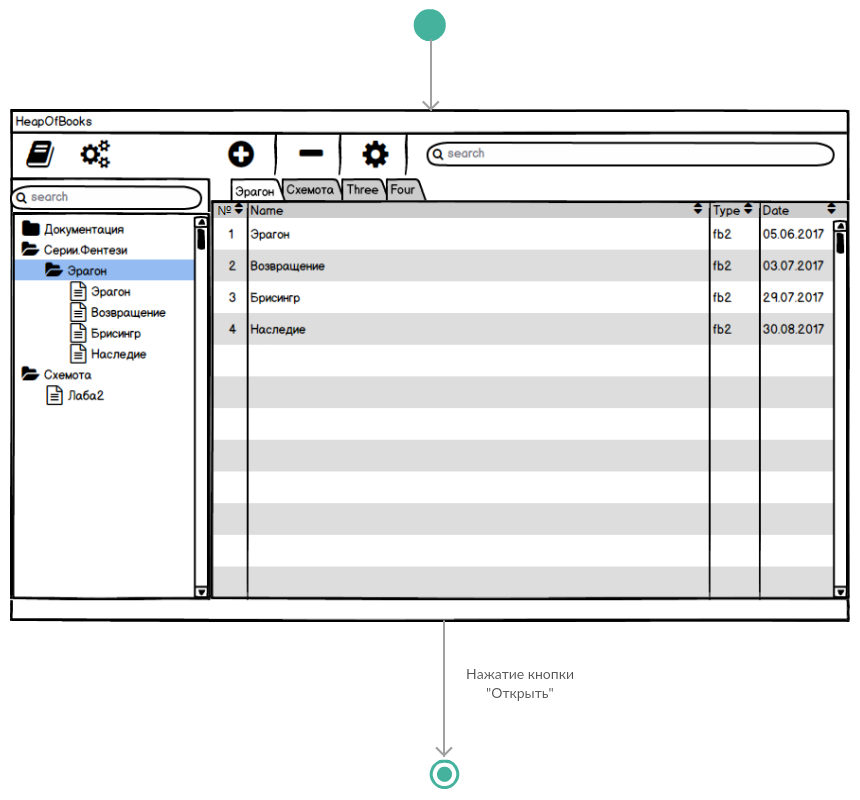 HeapOfBooks
search
search
Эрагон Схемота Three Four
№ Name Type Date
Документация
Серии.Фентези
Эрагон
Эрагон
Возвращение
Брисингр
Наследие
Схемота
Лаба2
1 Эрагон fb2 05.06.2017
2 Возвращение fb2 03.07.2017
3 Брисингр fb2 29.07.2017
4 Наследие fb2 30.08.2017
Нажатие кнопки
"Открыть"